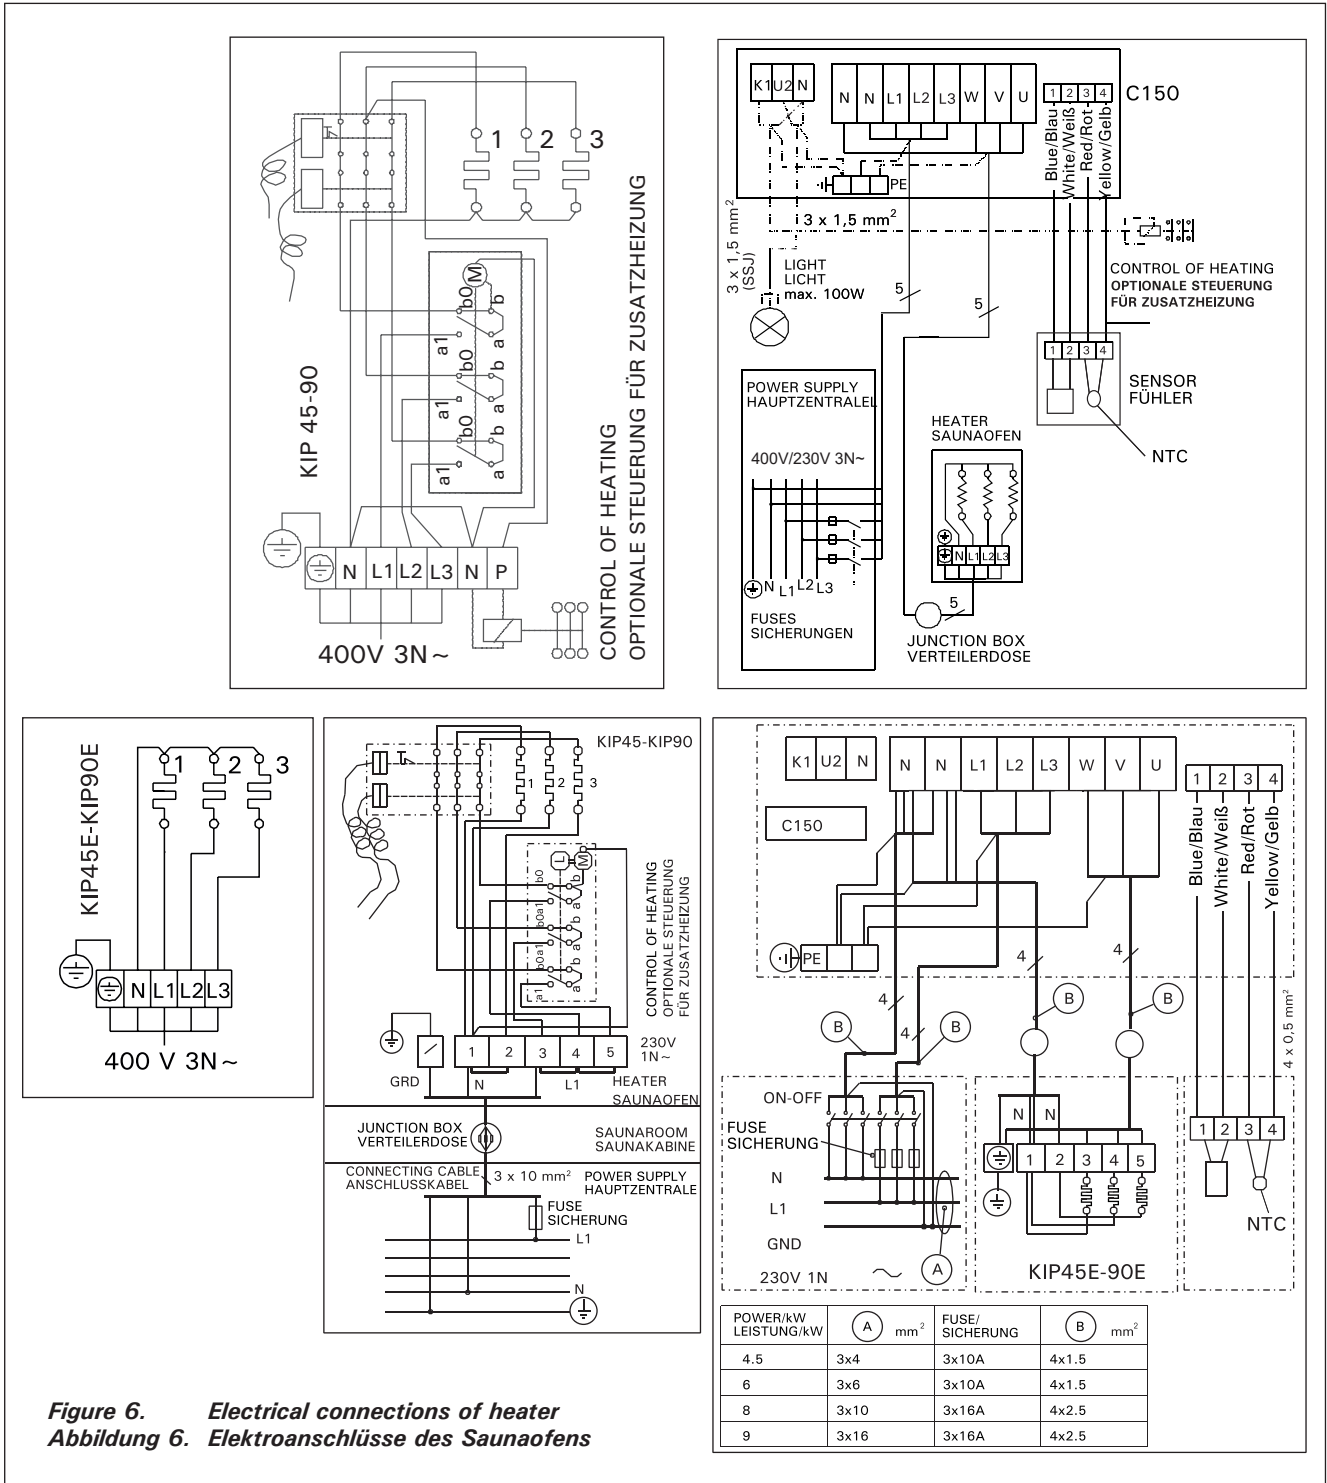 KIP 45-90
1 2 3
M
b0 b
a1 a
b0 b
a1 a
b0 b
a1 a
N L1 L2 L3 N P
400V 3N~
CONTROL OF HEATING
OPTIONALE STEUERUNG FÜR ZUSATZHEIZUNG
K1 U2 N
N N L1 L2 L3 W V U
1 2 3 4
C150
Blue/Blau
White/Weiß
Red/Rot
Yellow/Gelb
PE
3 x 1,5 mm²
3 x 1,5 mm²
(SSJ)
LIGHT
LICHT
max. 100W
5
5
CONTROL OF HEATING
OPTIONALE STEUERUNG
FÜR ZUSATZHEIZUNG
1 2 3 4
SENSOR
FÜHLER
NTC
POWER SUPPLY
HAUPTZENTRALEL
400V/230V 3N~
N L1 L2 L3
FUSES
SICHERUNGEN
HEATER
SAUNAOFEN
N L1 L2 L3
5
JUNCTION BOX
VERTEILERDOSE
KIP45E-KIP90E
1 2 3
N L1 L2 L3
400 V 3N~
KIP45-KIP90
1 2 3
L M
b0 b
b0a1 a
b
b0a1 a
b
a1 a
CONTROL OF HEATING
OPTIONALE STEUERUNG
FÜR ZUSATZHEIZUNG
1 2 3 4 5
230V
1N~
GRD
N
L1
HEATER
SAUNAOFEN
JUNCTION BOX
VERTEILERDOSE
SAUNAROOM
SAUNAKABINE
CONNECTING CABLE
ANSCHLUSSKABEL
3 x 10 mm²
POWER SUPPLY
HAUPTZENTRALE
FUSE
SICHERUNG
L1
N
K1 U2 N
N N L1 L2 L3 W V U
1 2 3 4
C150
Blue/Blau
White/Weiß
Red/Rot
Yellow/Gelb
PE
4 4 4 4
B B B B
4 x 0,5 mm²
ON-OFF
FUSE
SICHERUNG
N
L1
GND
230V 1N
A
N N
1 2 3 4 5
KIP45E-90E
1 2 3 4
NTC
POWER/kW A mm² FUSE/ B mm²
LEISTUNG/kW SICHERUNG
4.5 3x4 3x10A 4x1.5
6 3x6 3x10A 4x1.5
8 3x10 3x16A 4x2.5
9 3x16 3x16A 4x2.5
Figure 6. Electrical connections of heater
Abbildung 6. Elektroanschlüsse des Saunaofens